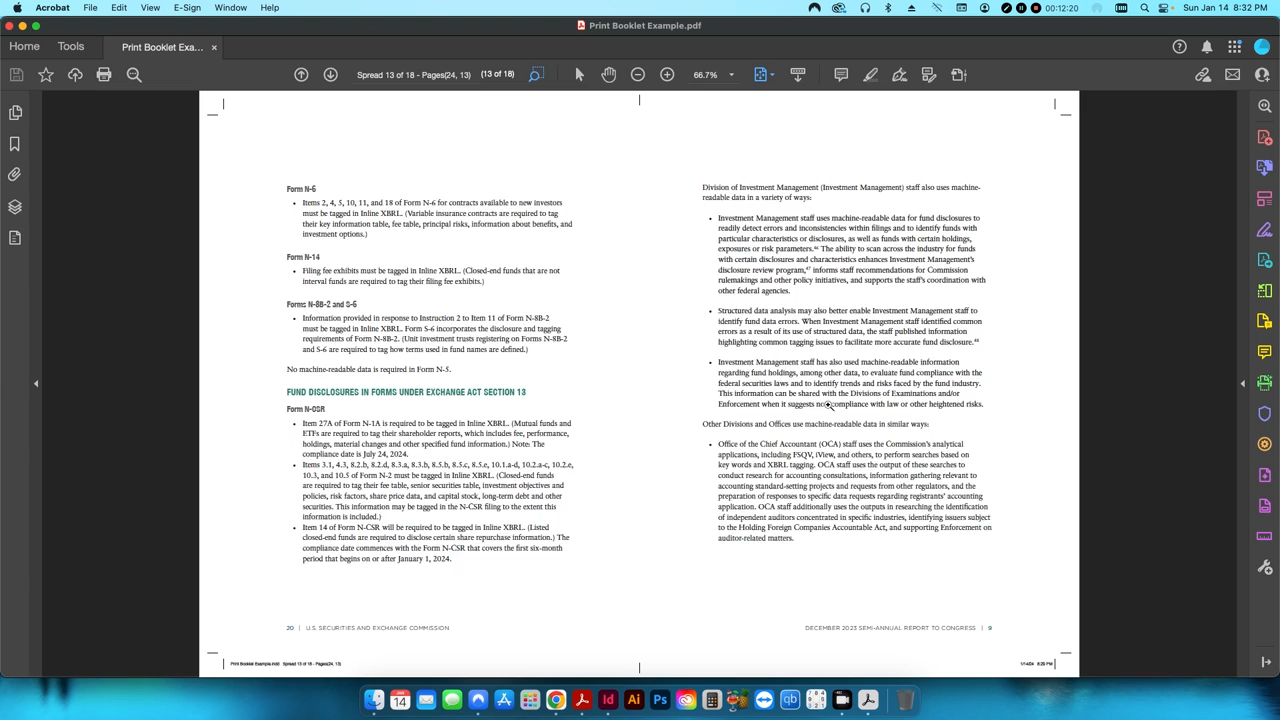 Acrobat File Edit View E-Sign Window Help 00:12:20 Sun Jan 14 8:32 PM
Print Booklet Example.pdf
Home Tools Print Booklet Exa... ×
Spread 13 of 18 - Pages(24, 13) (13 of 18) 66.7%
Form N-6
• Items 2, 4, 5, 10, 11, and 18 of Form N-6 for contracts available to new investors
must be tagged in Inline XBRL. (Variable insurance contracts are required to tag
their key information table, fee table, principal risks, information about benefits, and
investment options.)
Form N-14
• Filing fee exhibits must be tagged in Inline XBRL. (Closed-end funds that are not
interval funds are required to tag their filing fee exhibits.)
Forms N-8B-2 and S-6
• Information provided in response to Instruction 2 to Item 11 of Form N-8B-2
must be tagged in Inline XBRL. Form S-6 incorporates the disclosure and tagging
requirements of Form N-8B-2. (Unit investment trusts registering on Forms N-8B-2
and S-6 are required to tag how terms used in fund names are defined.)
No machine-readable data is required in Form N-5.
FUND DISCLOSURES IN FORMS UNDER EXCHANGE ACT SECTION 13
Form N-CSR
• Item 27A of Form N-1A is required to be tagged in Inline XBRL. (Mutual funds and
ETFs are required to tag their shareholder reports, which includes fee, performance,
holdings, material changes and other specified fund information.) Note: The
compliance date is July 24, 2024.
• Items 3.1, 4.3, 8.2.b, 8.2.d, 8.3.a, 8.3.b, 8.5.b, 8.5.c, 8.5.e, 10.1.a-d, 10.2.a-c, 10.2.e,
10.3, and 10.5 of Form N-2 must be tagged in Inline XBRL. (Closed-end funds
are required to tag their fee table, senior securities table, investment objectives and
policies, risk factors, share price data, and capital stock, long-term debt and other
securities. This information may be tagged in the N-CSR filing to the extent this
information is included.)
• Item 14 of Form N-CSR will be required to be tagged in Inline XBRL. (Listed
closed-end funds are required to disclose certain share repurchase information.) The
compliance date commences with the Form N-CSR that covers the first six-month
period that begins on or after January 1, 2024.
20 | U.S. SECURITIES AND EXCHANGE COMMISSION
Division of Investment Management (Investment Management) staff also uses machine-
readable data in a variety of ways:
• Investment Management staff uses machine-readable data for fund disclosures to
readily detect errors and inconsistencies within filings and to identify funds with
particular characteristics or disclosures, as well as funds with certain holdings,
exposures or risk parameters.46 The ability to scan across the industry for funds
with certain disclosures and characteristics enhances Investment Management's
disclosure review program,47 informs staff recommendations for Commission
rulemakings and other policy initiatives, and supports the staff's coordination with
other federal agencies.
• Structured data analysis may also better enable Investment Management staff to
identify fund data errors. When Investment Management staff identified common
errors as a result of its use of structured data, the staff published information
highlighting common tagging issues to facilitate more accurate fund disclosure.48
• Investment Management staff has also used machine-readable information
regarding fund holdings, among other data, to evaluate fund compliance with the
federal securities laws and to identify trends and risks faced by the fund industry.
This information can be shared with the Divisions of Examinations and/or
Enforcement when it suggests compliance with law or other heightened risks.
Other Divisions and Offices use machine-readable data in similar ways:
• Office of the Chief Accountant (OCA) staff uses the Commission's analytical
applications, including FSQV, iView, and others, to perform searches based on
key words and XBRL tagging. OCA staff uses the output of these searches to
conduct research for accounting consultations, information gathering relevant to
accounting standard-setting projects and requests from other regulators, and the
preparation of responses to specific data requests regarding registrants' accounting
application. OCA staff additionally uses the outputs in researching the identification
of independent auditors concentrated in specific industries, identifying issuers subject
to the Holding Foreign Companies Accountable Act, and supporting Enforcement on
auditor-related matters.
DECEMBER 2023 SEMI-ANNUAL REPORT TO CONGRESS | 9
Print Booklet Example.indd Spread 13 of 18 - Pages(24, 13) 1/14/24 8:29 PM